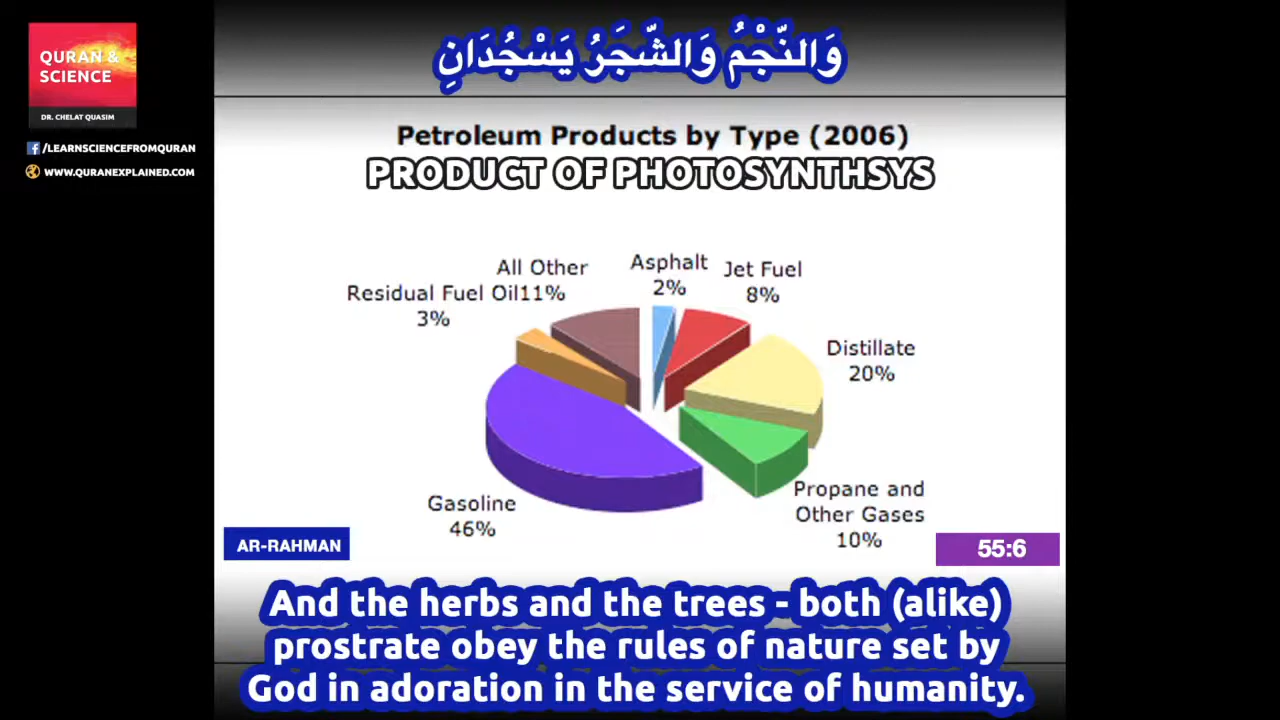 QURAN &
SCIENCE
DR. CHELAT QUASIM
/LEARNSCIENCEFROMQURAN
WWW.QURANEXPLAINED.COM
وَالنَّجْمُ وَالشَّجَرُ يَسْجُدَانِ
Petroleum Products by Type (2006)
PRODUCT OF PHOTOSYNTHSYS
All Other
11%
Asphalt
2%
Jet Fuel
8%
Residual Fuel Oil
3%
Distillate
20%
Gasoline
46%
Propane and
Other Gases
10%
AR-RAHMAN
55:6
And the herbs and the trees - both (alike)
prostrate obey the rules of nature set by
God in adoration in the service of humanity.